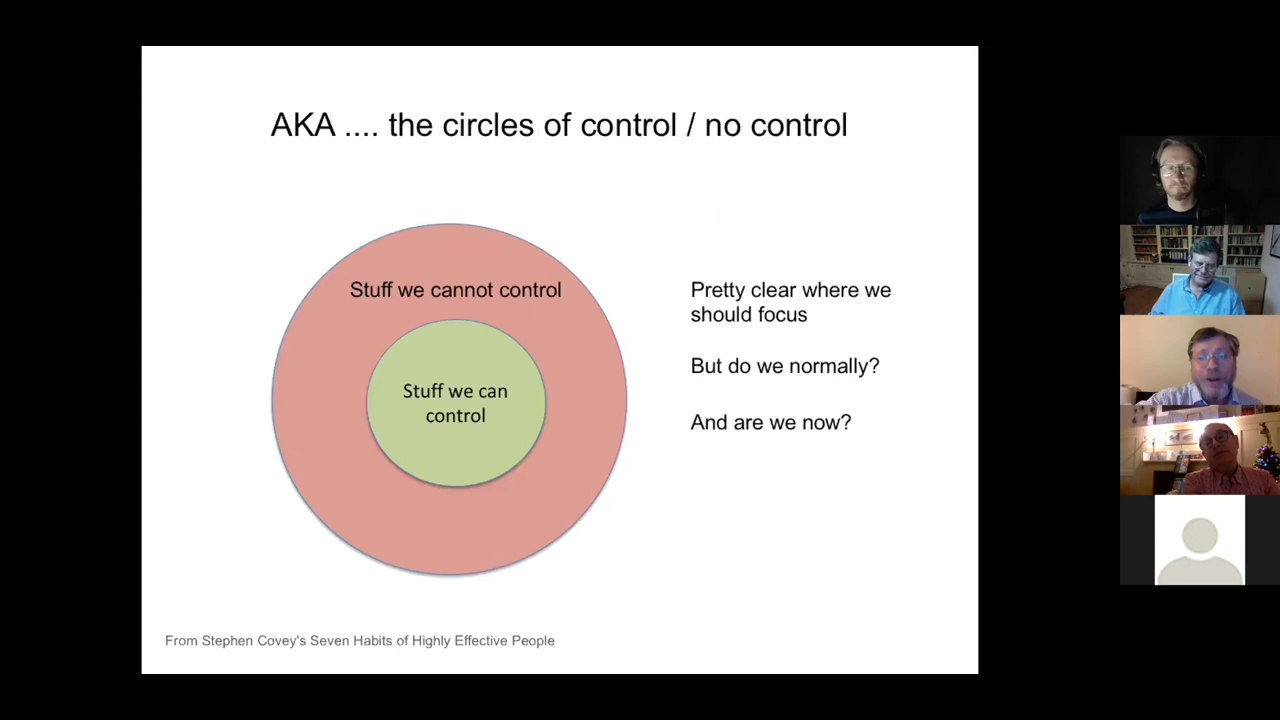 AKA .... the circles of control / no control
Stuff we cannot control
Stuff we can
control
Pretty clear where we
should focus
But do we normally?
And are we now?
From Stephen Covey's Seven Habits of Highly Effective People